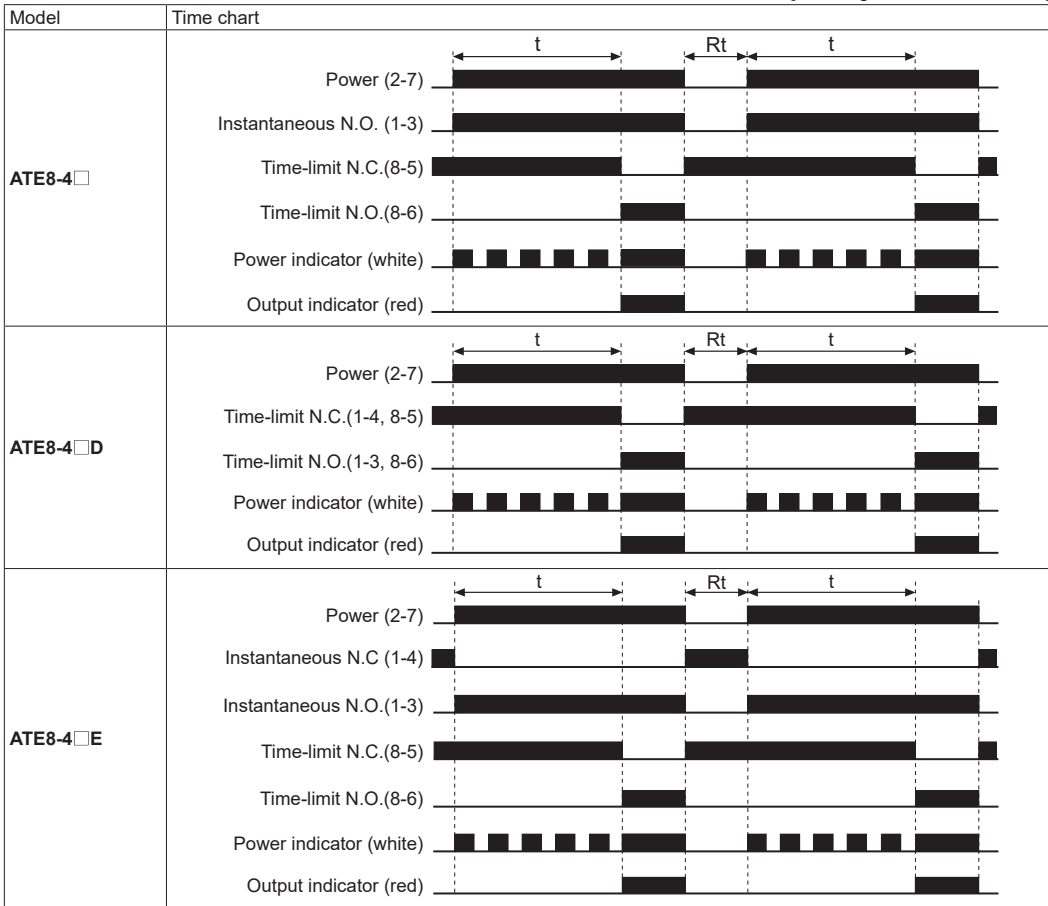 Model Time chart
ATE8-4□
t Rt t
Power (2-7)
Instantaneous N.O. (1-3)
Time-limit N.C.(8-5)
Time-limit N.O.(8-6)
Power indicator (white)
Output indicator (red)
ATE8-4□D
t Rt t
Power (2-7)
Time-limit N.C.(1-4, 8-5)
Time-limit N.O.(1-3, 8-6)
Power indicator (white)
Output indicator (red)
ATE8-4□E
t Rt t
Power (2-7)
Instantaneous N.C (1-4)
Instantaneous N.O.(1-3)
Time-limit N.C.(8-5)
Time-limit N.O.(8-6)
Power indicator (white)
Output indicator (red)